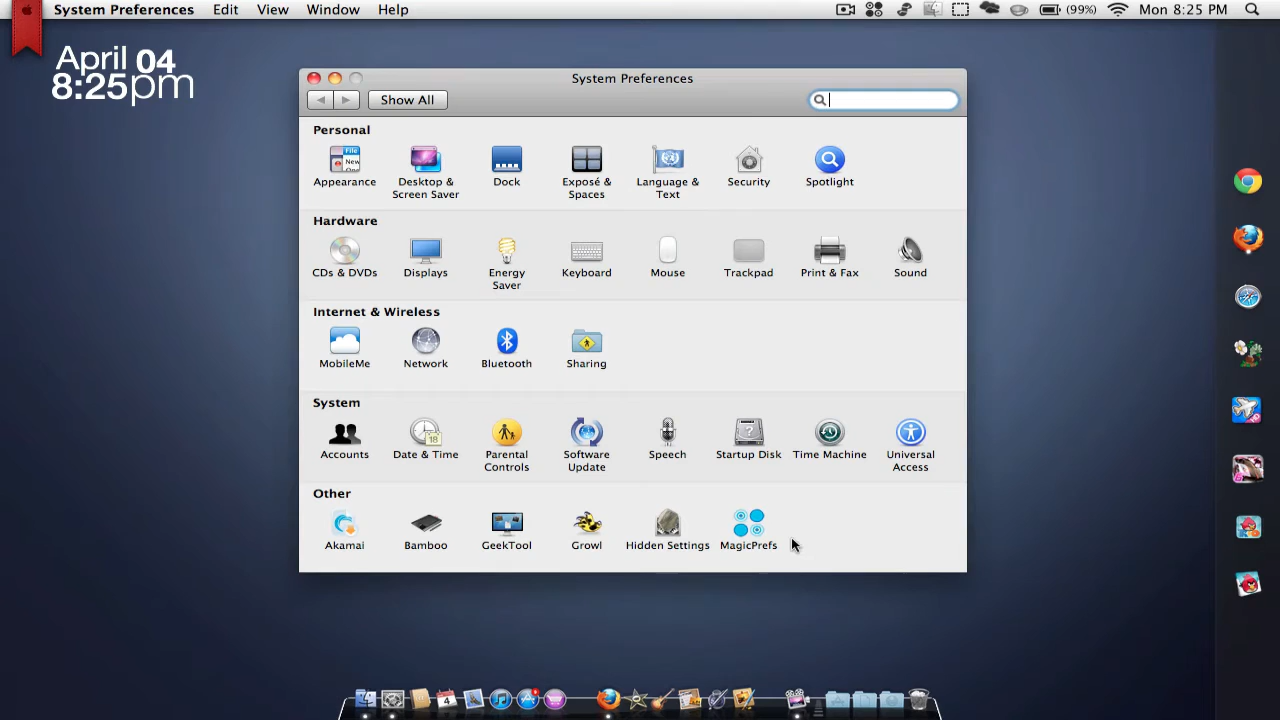 System Preferences Edit View Window Help (99%) Mon 8:25 PM
April 04
8:25pm
System Preferences
Show All
Personal
Appearance Desktop & Screen Saver Dock Exposé & Spaces Language & Text Security Spotlight
Hardware
CDs & DVDs Displays Energy Saver Keyboard Mouse Trackpad Print & Fax Sound
Internet & Wireless
MobileMe Network Bluetooth Sharing
System
Accounts Date & Time Parental Controls Software Update Speech Startup Disk Time Machine Universal Access
Other
Akamai Bamboo GeekTool Growl Hidden Settings MagicPrefs